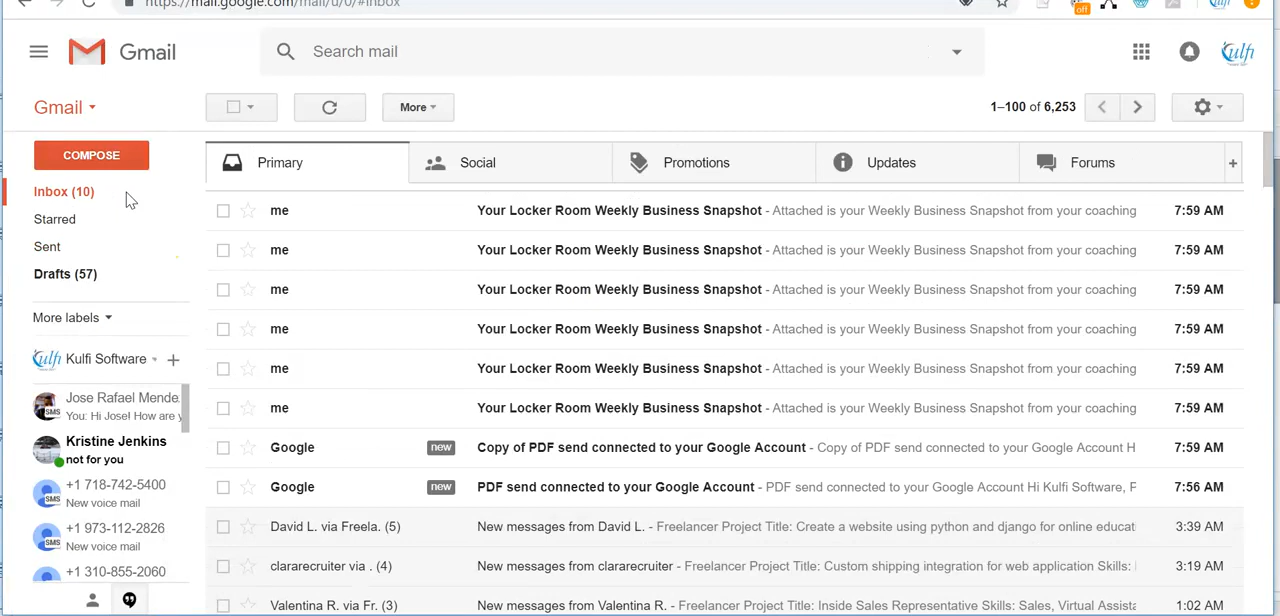 https://mail.google.com/mail/u/0/#inbox
off
Gmail
Search mail
Kulfi
Gmail
More
1–100 of 6,253
COMPOSE
Primary
Social
Promotions
Updates
Forums
+
Inbox (10)
Starred
Sent
Drafts (57)
More labels
Kulfi
Kulfi Software
+
SMS
Jose Rafael Mende
You: Hi Jose! How are y
Kristine Jenkins
not for you
SMS
+1 718-742-5400
New voice mail
SMS
+1 973-112-2826
New voice mail
+1 310-855-2060
me
Your Locker Room Weekly Business Snapshot - Attached is your Weekly Business Snapshot from your coaching
7:59 AM
me
Your Locker Room Weekly Business Snapshot - Attached is your Weekly Business Snapshot from your coaching
7:59 AM
me
Your Locker Room Weekly Business Snapshot - Attached is your Weekly Business Snapshot from your coaching
7:59 AM
me
Your Locker Room Weekly Business Snapshot - Attached is your Weekly Business Snapshot from your coaching
7:59 AM
me
Your Locker Room Weekly Business Snapshot - Attached is your Weekly Business Snapshot from your coaching
7:59 AM
me
Your Locker Room Weekly Business Snapshot - Attached is your Weekly Business Snapshot from your coaching
7:59 AM
Google
new
Copy of PDF send connected to your Google Account - Copy of PDF send connected to your Google Account H
7:59 AM
Google
new
PDF send connected to your Google Account - PDF send connected to your Google Account Hi Kulfi Software, F
7:56 AM
David L. via Freela. (5)
New messages from David L. - Freelancer Project Title: Create a website using python and django for online educat
3:39 AM
clararecruiter via . (4)
New messages from clararecruiter - Freelancer Project Title: Custom shipping integration for web application Skills:
3:19 AM
Valentina R. via Fr. (3)
New messages from Valentina R. - Freelancer Project Title: Inside Sales Representative Skills: Sales, Virtual Assista
1:02 AM